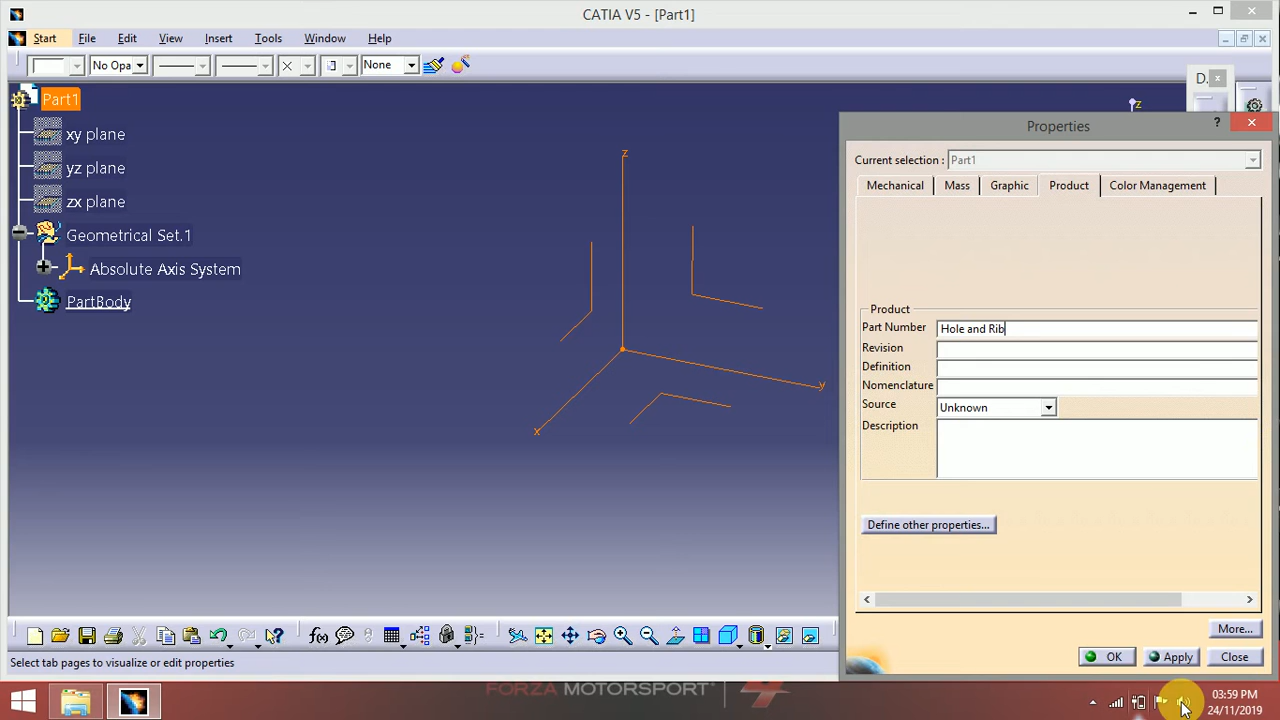 CATIA V5 - [Part1]
Start File Edit View Insert Tools Window Help
No Opa None
D.
Part1
xy plane
yz plane
zx plane
Geometrical Set.1
Absolute Axis System
PartBody
z
z
y
x
Properties
?
Current selection : Part1
Mechanical Mass Graphic Product Color Management
Product
Part Number Hole and Rib
Revision
Definition
Nomenclature
Source Unknown
Description
Define other properties...
More...
OK Apply Close
f(x)
Select tab pages to visualize or edit properties
FORZA MOTORSPORT 4
03:59 PM
24/11/2019